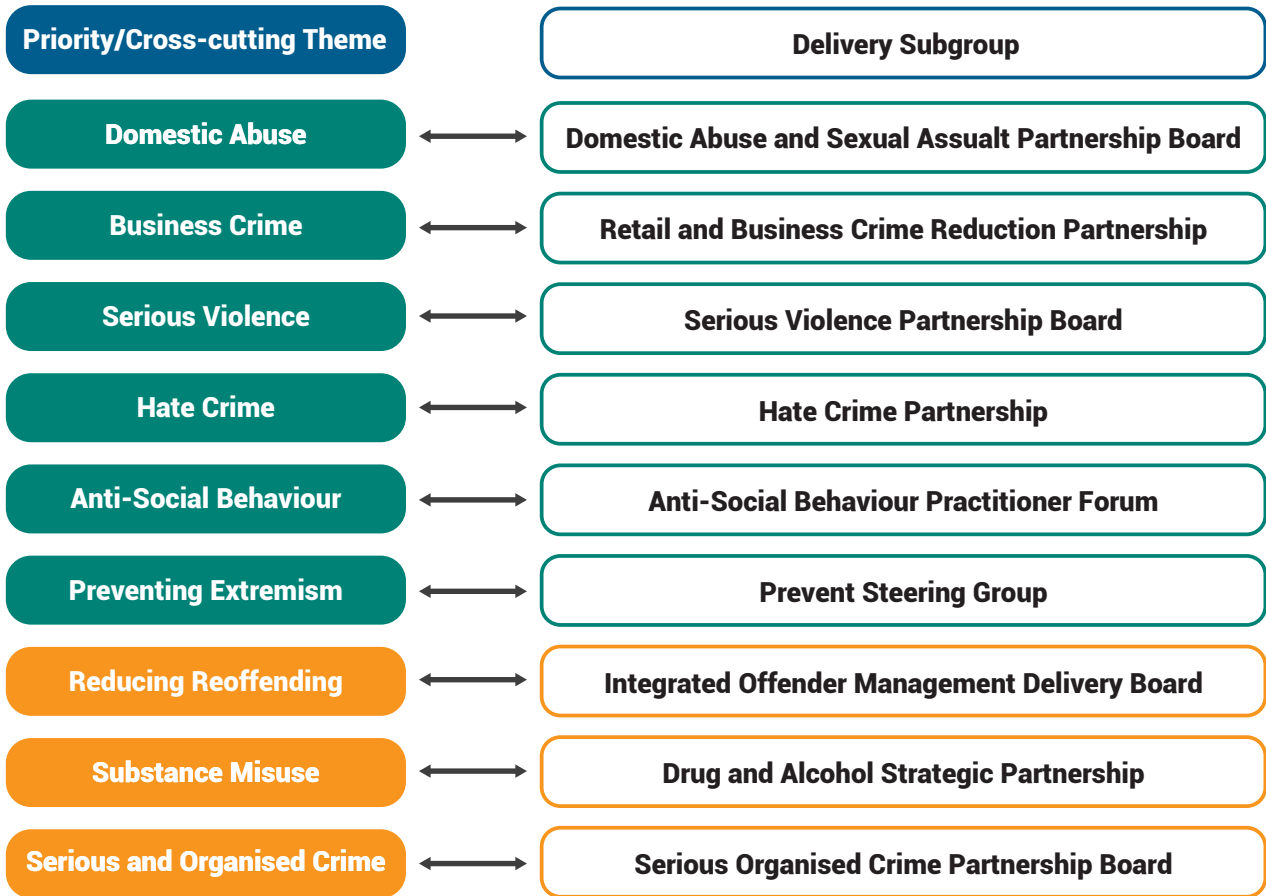 Priority/Cross-cutting Theme
Delivery Subgroup
Domestic Abuse
Domestic Abuse and Sexual Assualt Partnership Board
Business Crime
Retail and Business Crime Reduction Partnership
Serious Violence
Serious Violence Partnership Board
Hate Crime
Hate Crime Partnership
Anti-Social Behaviour
Anti-Social Behaviour Practitioner Forum
Preventing Extremism
Prevent Steering Group
Reducing Reoffending
Integrated Offender Management Delivery Board
Substance Misuse
Drug and Alcohol Strategic Partnership
Serious and Organised Crime
Serious Organised Crime Partnership Board